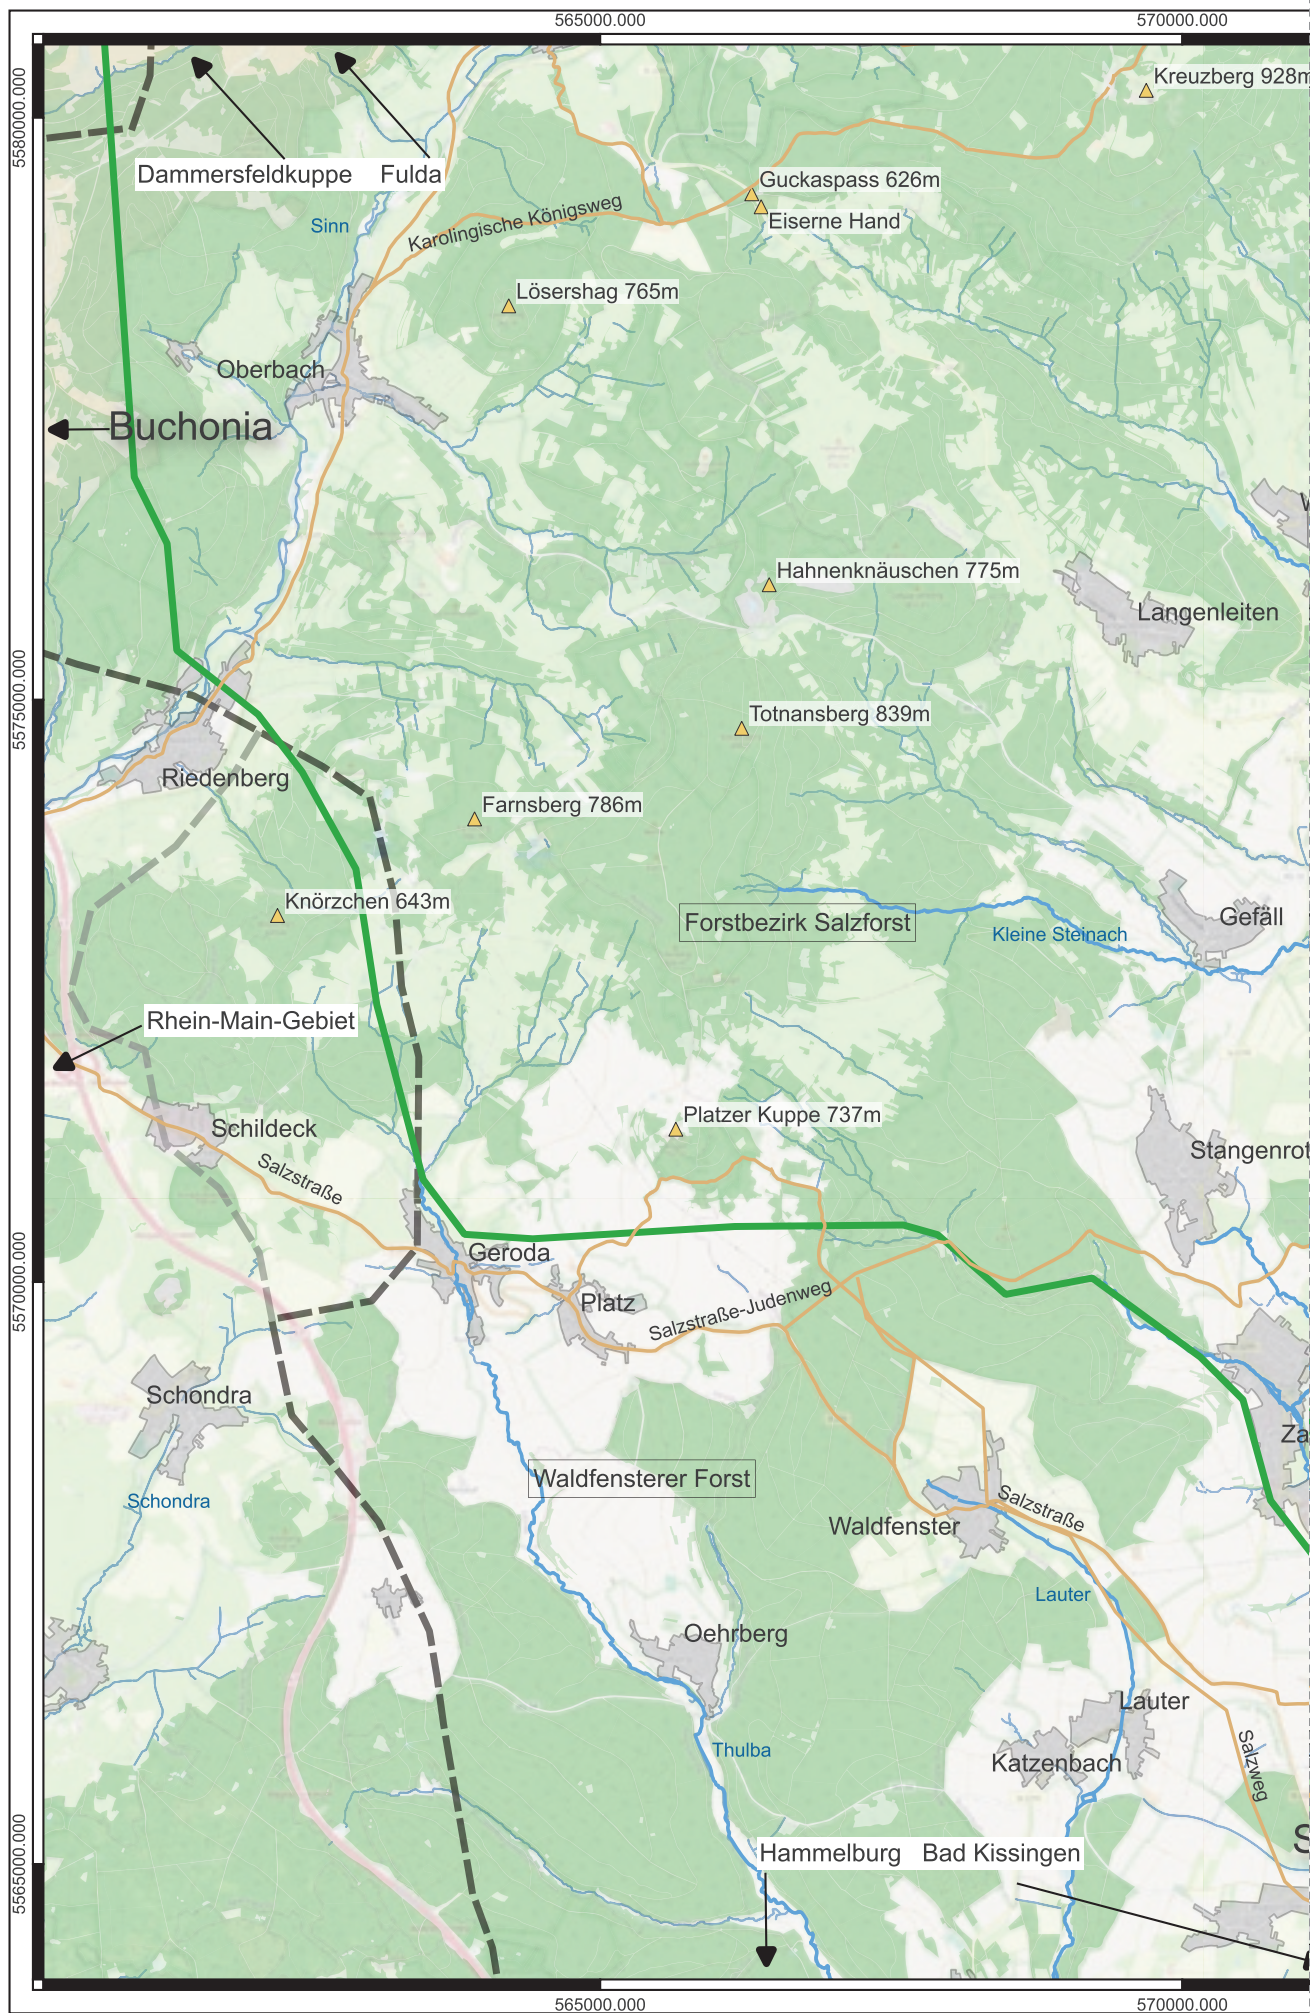 565000.000
570000.000
5580000.000
Kreuzberg 928m
Dammersfeldkuppe
Fulda
Guckaspass 626m
Sinn
Karolingische Königsweg
Eiserne Hand
Lösershag 765m
Oberbach
Buchonia
Hahnenknäuschen 775m
Langenleiten
5575000.000
Totnansberg 839m
Riedenberg
Farnsberg 786m
Knörzchen 643m
Forstbezirk Salzforst
Gefäll
Kleine Steinach
Rhein-Main-Gebiet
Platzer Kuppe 737m
Schildeck
Stangenrot
Salzstraße
5570000.000
Geroda
Platz
Salzstraße-Judenweg
Schondra
Za
Waldfensterer Forst
Schondra
Salzstraße
Waldfenster
Lauter
Oehrberg
Lauter
Thulba
Katzenbach
Salzweg
S
5565000.000
Hammelburg
Bad Kissingen
565000.000
570000.000